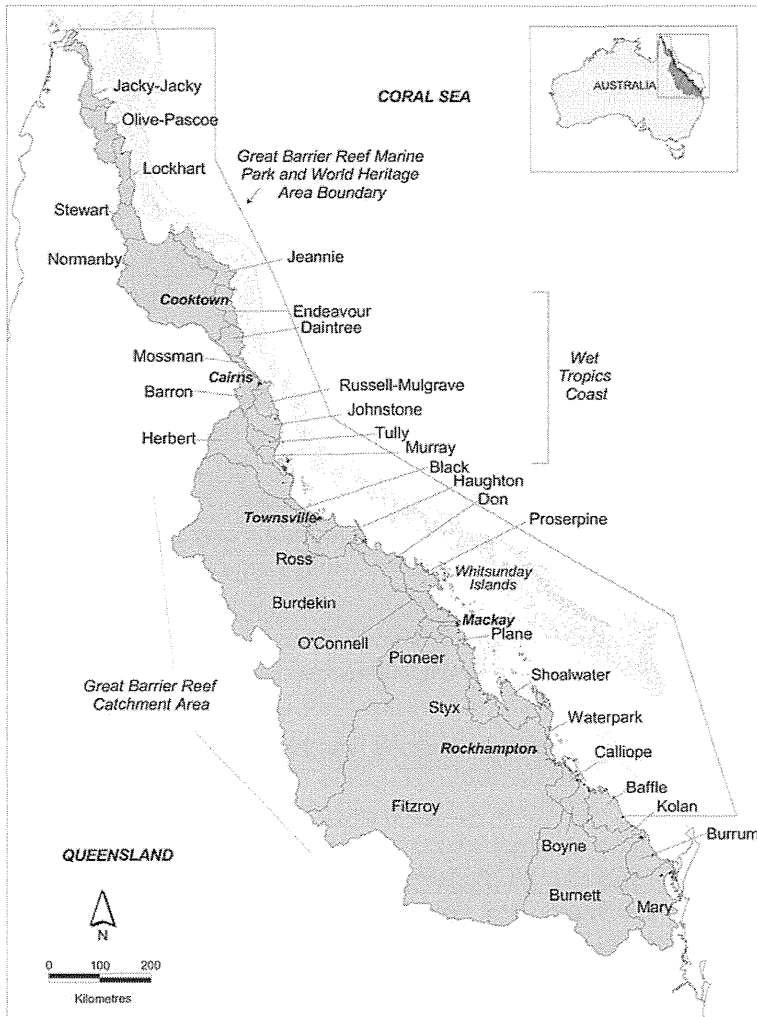 Jacky-Jacky
CORAL SEA
AUSTRALIA
Olive-Pascoe
Great Barrier Reef Marine
Park and World Heritage
Area Boundary
Lockhart
Stewart
Normanby
Jeannie
Cooktown
Endeavour
Daintree
Mossman
Cairns
Wet
Tropics
Coast
Barron
Russell-Mulgrave
Johnstone
Herbert
Tully
Murray
Black
Haughton
Don
Townsville
Proserpine
Ross
Whitsunday
Islands
Burdekin
Mackay
O'Connell
Plane
Pioneer
Great Barrier Reef
Catchment Area
Shoalwater
Styx
Waterpark
Rockhampton
Calliope
Baffle
Fitzroy
Kolan
Burrum
Boyne
QUEENSLAND
Burnett
Mary
N
0 100 200
Kilometres